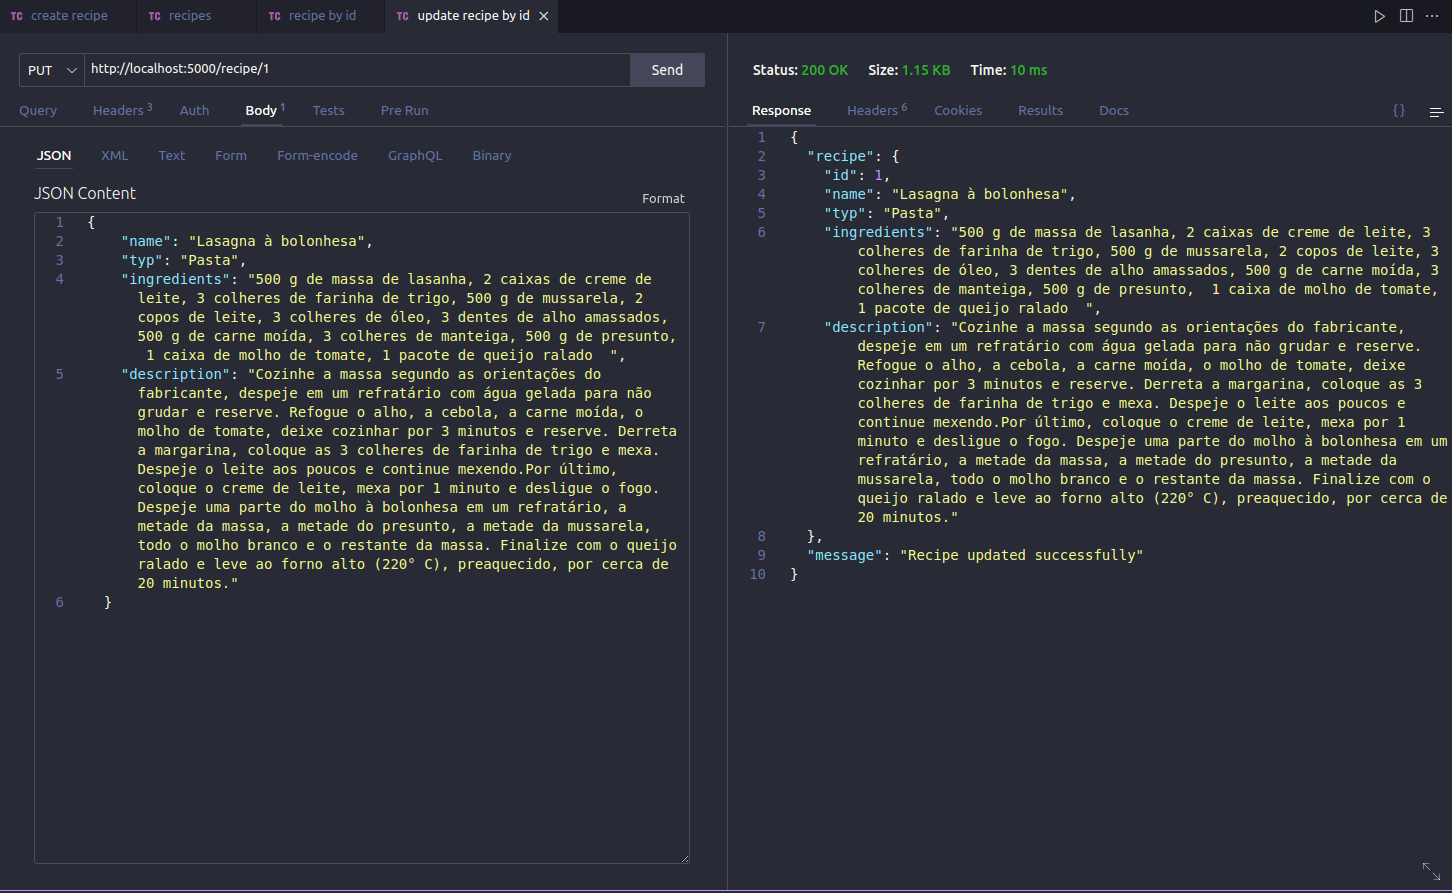 TC create recipe TC recipes TC recipe by id TC update recipe by id
PUT http://localhost:5000/recipe/1 Send
Query Headers 3 Auth Body 1 Tests Pre Run
JSON XML Text Form Form-encode GraphQL Binary
JSON Content
Format
1 {
2 "name": "Lasagna à bolonhesa",
3 "typ": "Pasta",
4 "ingredients": "500 g de massa de lasanha, 2 caixas de creme de
leite, 3 colheres de farinha de trigo, 500 g de mussarela, 2
copos de leite, 3 colheres de óleo, 3 dentes de alho amassados,
500 g de carne moída, 3 colheres de manteiga, 500 g de presunto,
1 caixa de molho de tomate, 1 pacote de queijo ralado  ",
5 "description": "Cozinhe a massa segundo as orientações do
fabricante, despeje em um refratário com água gelada para não
grudar e reserve. Refogue o alho, a cebola, a carne moída, o
molho de tomate, deixe cozinhar por 3 minutos e reserve. Derreta
a margarina, coloque as 3 colheres de farinha de trigo e mexa.
Despeje o leite aos poucos e continue mexendo.Por último,
coloque o creme de leite, mexa por 1 minuto e desligue o fogo.
Despeje uma parte do molho à bolonhesa em um refratário, a
metade da massa, a metade do presunto, a metade da mussarela,
todo o molho branco e o restante da massa. Finalize com o queijo
ralado e leve ao forno alto (220° C), preaquecido, por cerca de
20 minutos."
6 }
Status: 200 OK Size: 1.15 KB Time: 10 ms
Response Headers 6 Cookies Results Docs {}
1 {
2 "recipe": {
3 "id": 1,
4 "name": "Lasagna à bolonhesa",
5 "typ": "Pasta",
6 "ingredients": "500 g de massa de lasanha, 2 caixas de creme de leite, 3
colheres de farinha de trigo, 500 g de mussarela, 2 copos de leite, 3
colheres de óleo, 3 dentes de alho amassados, 500 g de carne moída, 3
colheres de manteiga, 500 g de presunto,  1 caixa de molho de tomate,
1 pacote de queijo ralado  ",
7 "description": "Cozinhe a massa segundo as orientações do fabricante,
despeje em um refratário com água gelada para não grudar e reserve.
Refogue o alho, a cebola, a carne moída, o molho de tomate, deixe
cozinhar por 3 minutos e reserve. Derreta a margarina, coloque as 3
colheres de farinha de trigo e mexa. Despeje o leite aos poucos e
continue mexendo.Por último, coloque o creme de leite, mexa por 1
minuto e desligue o fogo. Despeje uma parte do molho à bolonhesa em um
refratário, a metade da massa, a metade do presunto, a metade da
mussarela, todo o molho branco e o restante da massa. Finalize com o
queijo ralado e leve ao forno alto (220° C), preaquecido, por cerca de
20 minutos."
8 },
9 "message": "Recipe updated successfully"
10 }